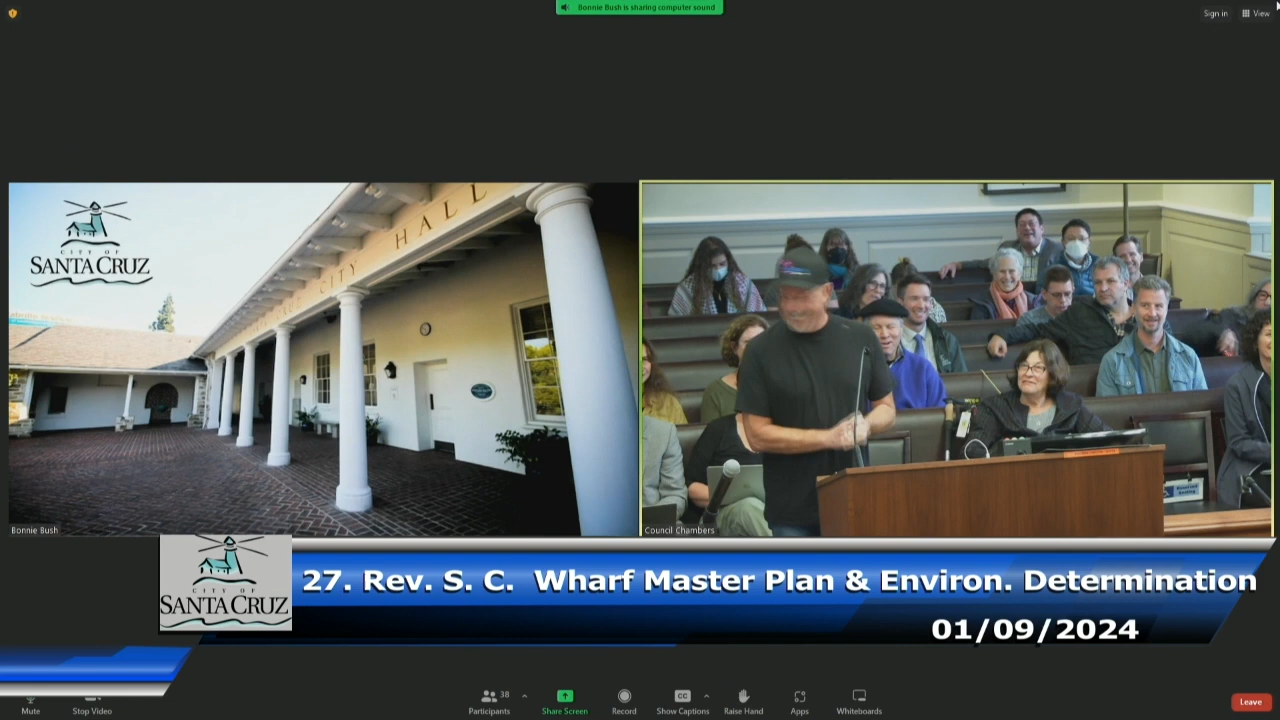 Bonnie Bush is sharing computer sound
Sign in
View
CITY OF
SANTA CRUZ
CITY HALL
Bonnie Bush
Council Chambers
CITY OF
SANTA CRUZ
27. Rev. S. C. Wharf Master Plan & Environ. Determination
01/09/2024
Mute
Stop Video
38
Participants
Share Screen
Record
CC
Show Captions
Raise Hand
Apps
Whiteboards
Leave